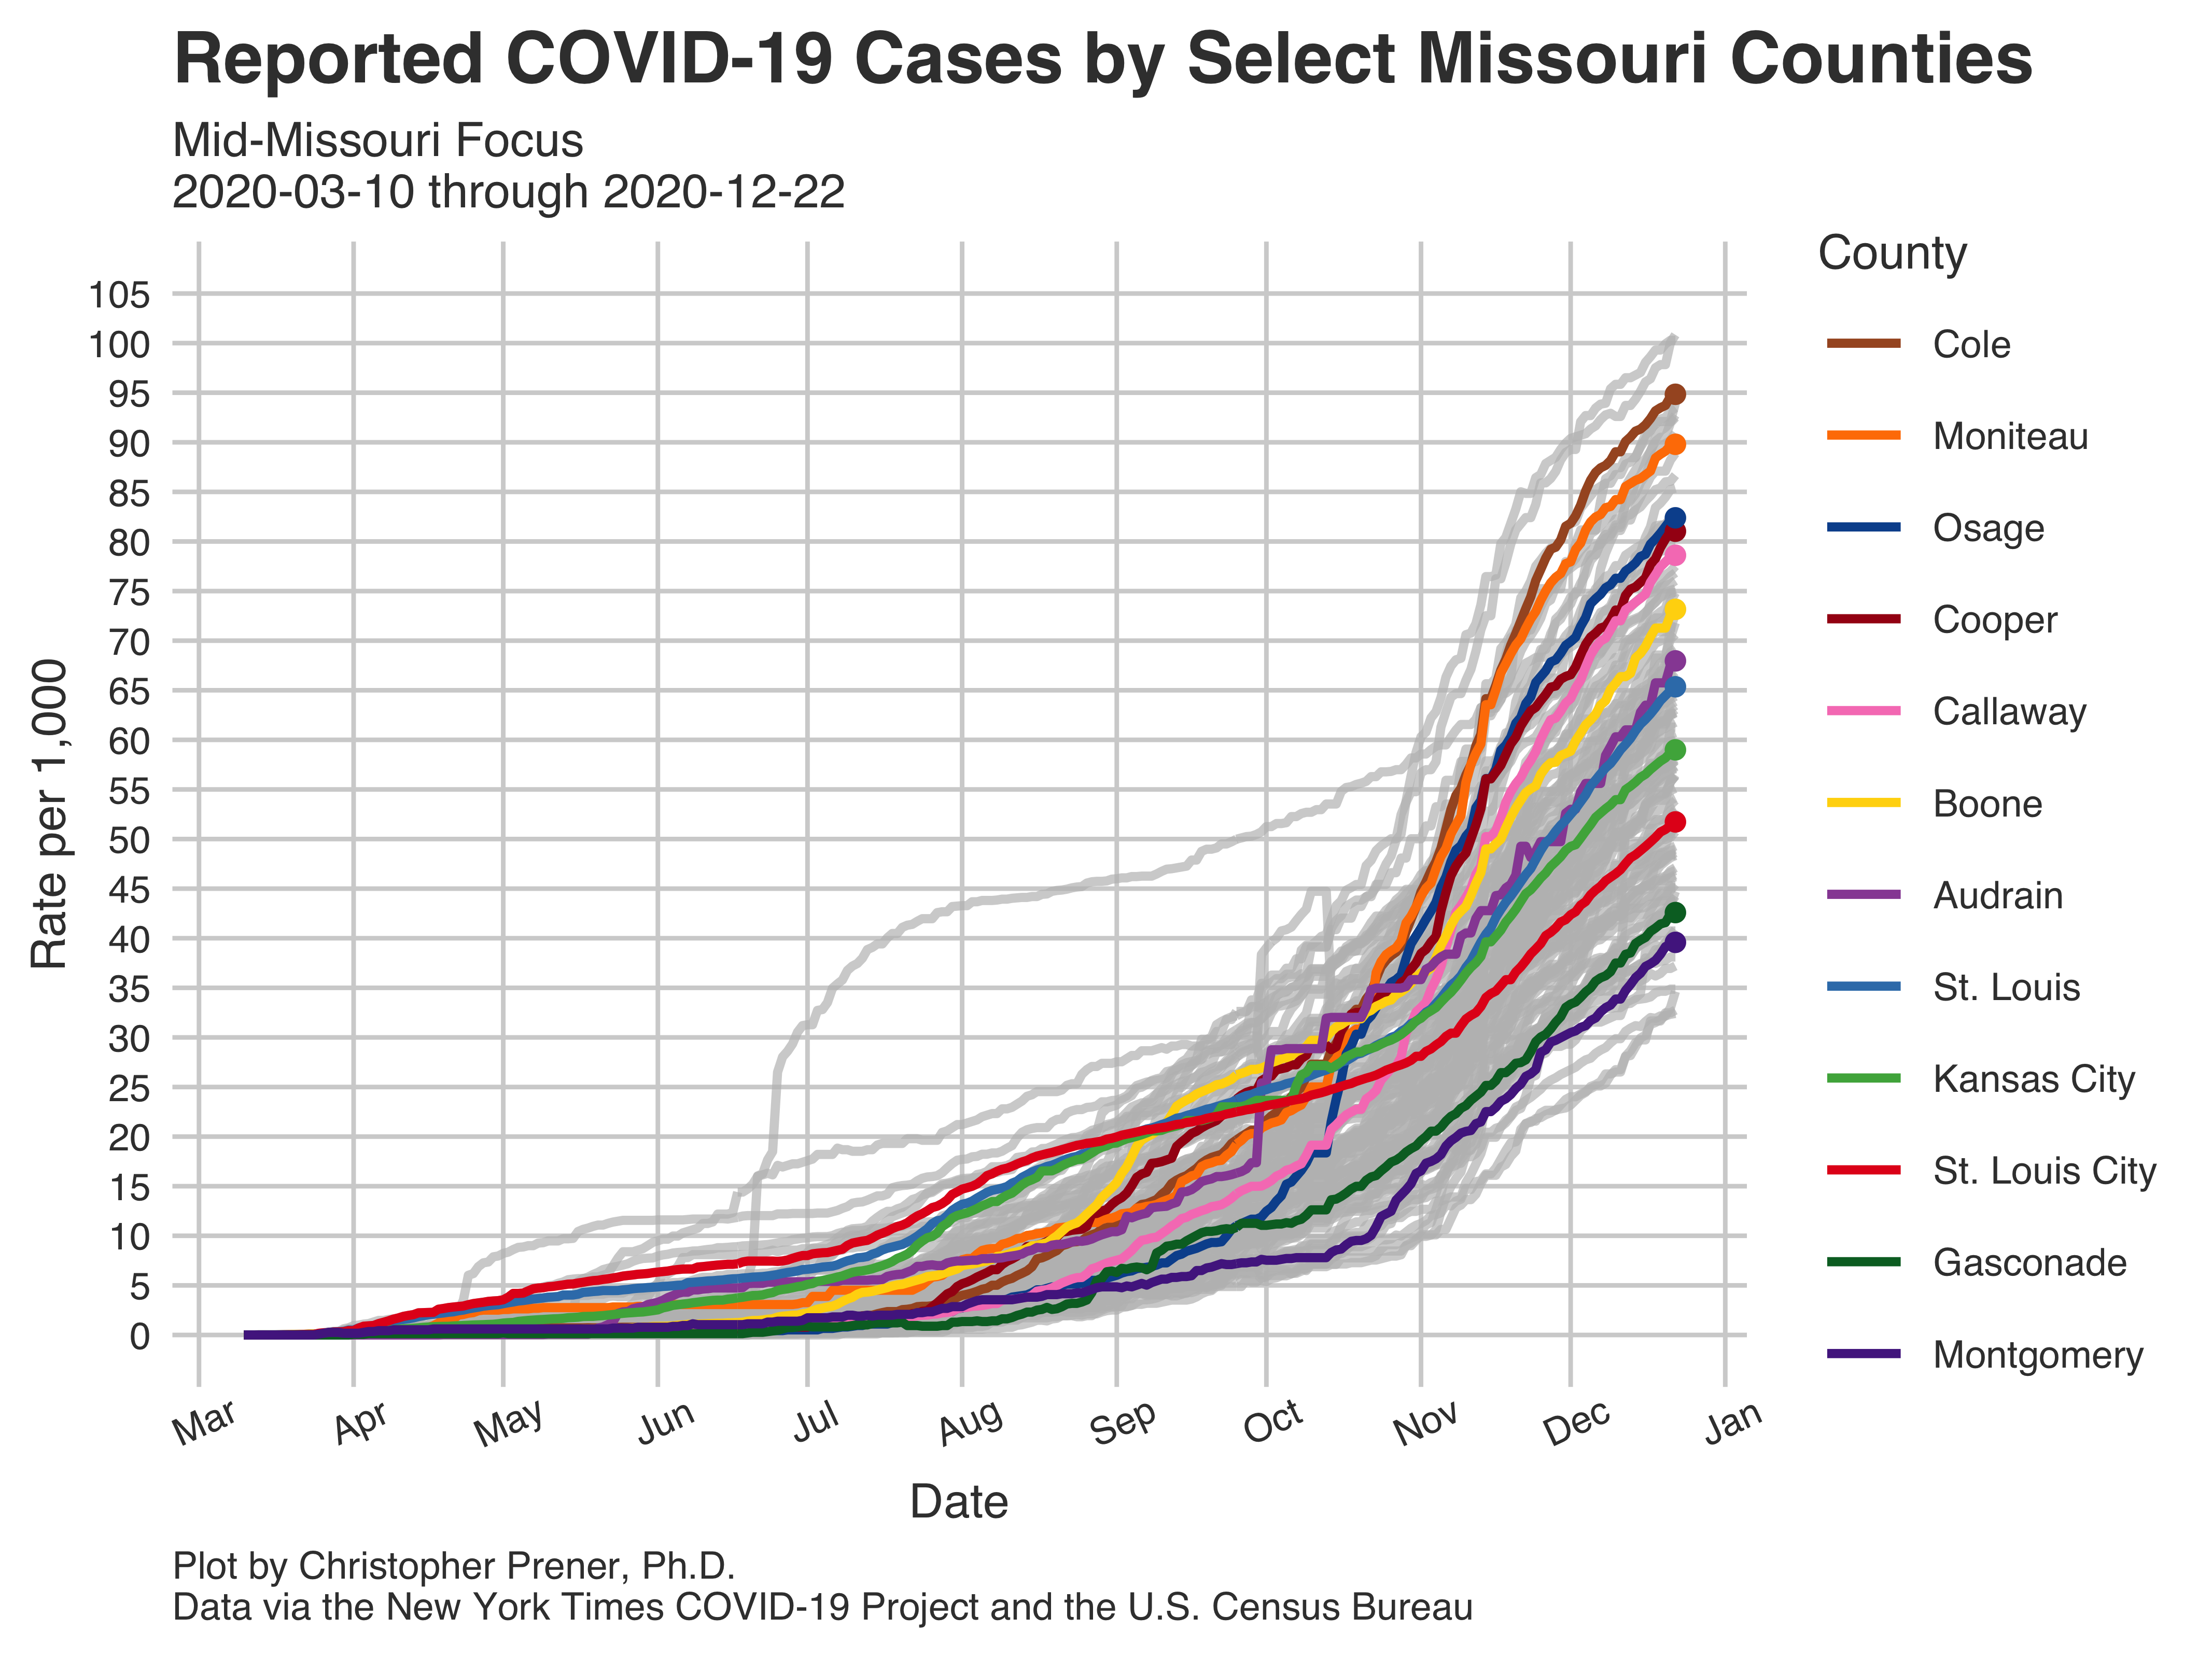 Reported COVID-19 Cases by Select Missouri Counties
Mid-Missouri Focus
2020-03-10 through 2020-12-22
County
Cole
Moniteau
Osage
Cooper
Callaway
Boone
Audrain
St. Louis
Kansas City
St. Louis City
Gasconade
Montgomery
Rate per 1,000
105
100
95
90
85
80
75
70
65
60
55
50
45
40
35
30
25
20
15
10
5
0
Mar Apr May Jun Jul Aug Sep Oct Nov Dec Jan
Date
Plot by Christopher Prener, Ph.D.
Data via the New York Times COVID-19 Project and the U.S. Census Bureau